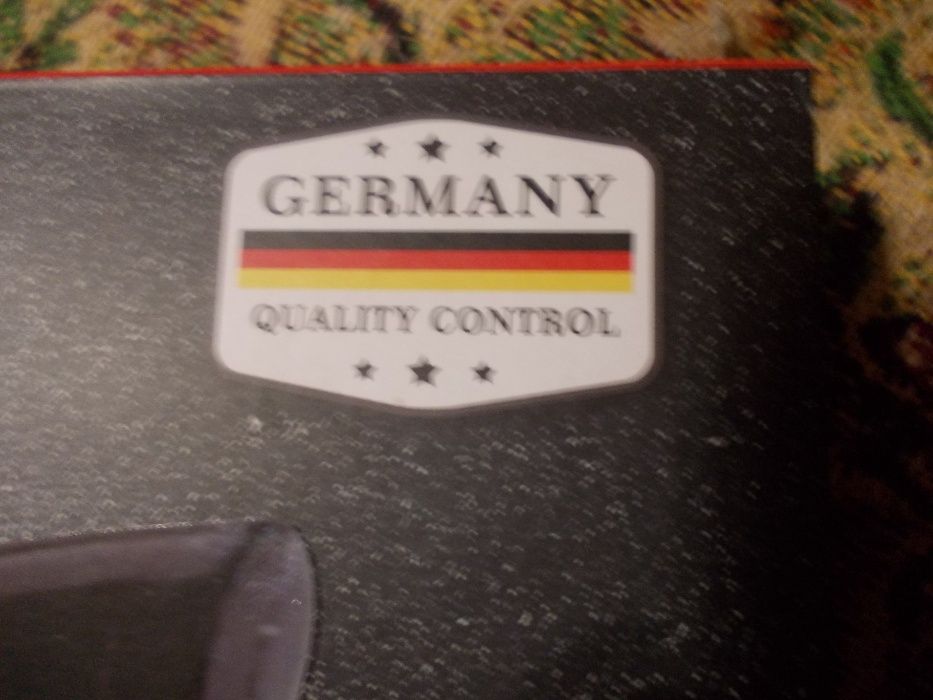 GERMANY
QUALITY CONTROL